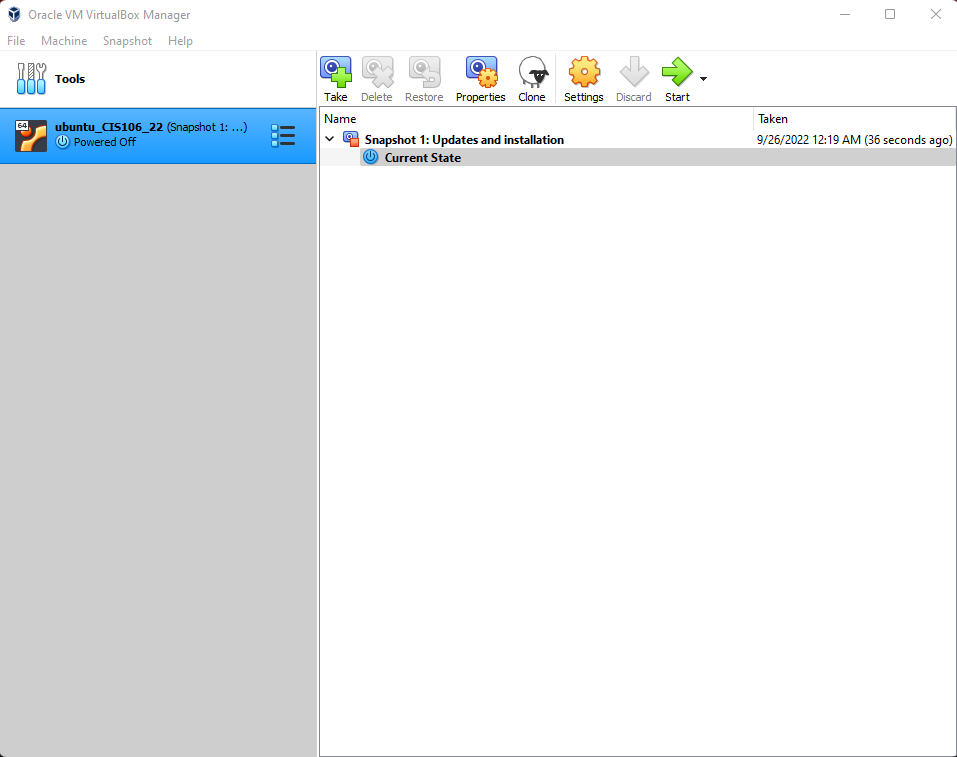 Oracle VM VirtualBox Manager
File Machine Snapshot Help
Tools
Take Delete Restore Properties Clone Settings Discard Start
64
ubuntu_CIS106_22 (Snapshot 1: ...)
Powered Off
Name Taken
Snapshot 1: Updates and installation 9/26/2022 12:19 AM (36 seconds ago)
Current State